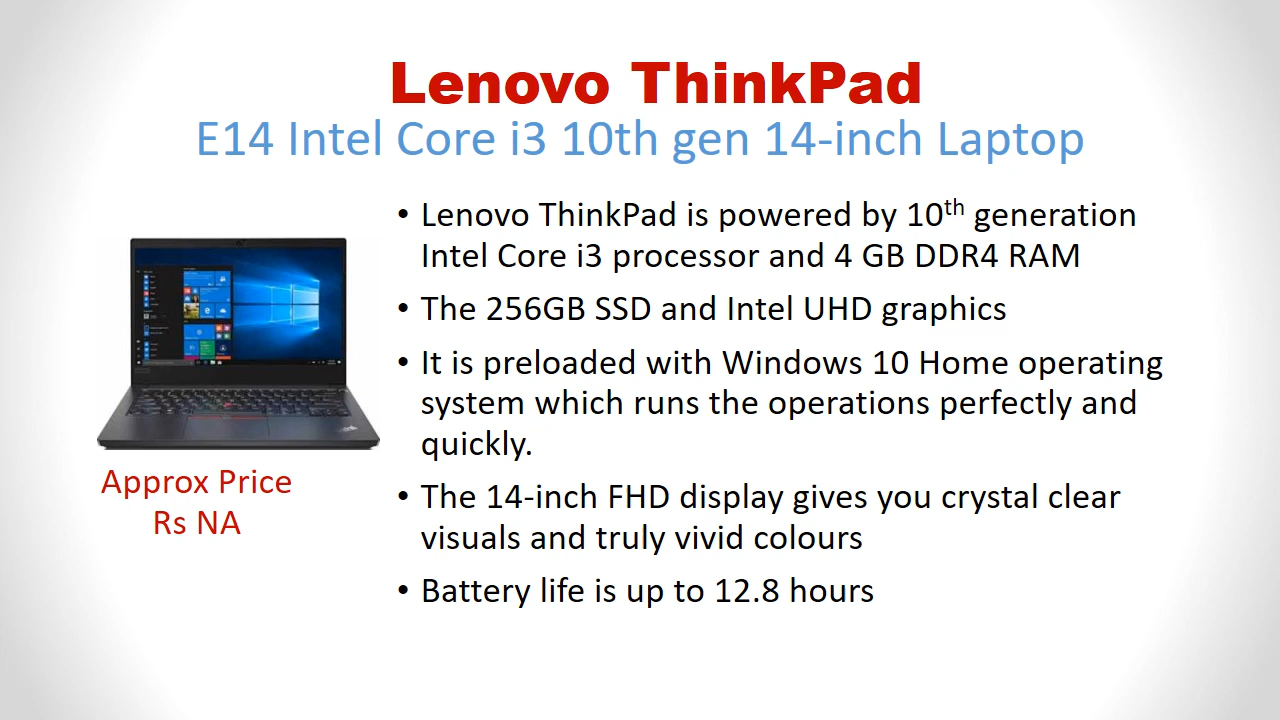 Lenovo ThinkPad
E14 Intel Core i3 10th gen 14-inch Laptop
• Lenovo ThinkPad is powered by 10th generation
Intel Core i3 processor and 4 GB DDR4 RAM
• The 256GB SSD and Intel UHD graphics
• It is preloaded with Windows 10 Home operating
system which runs the operations perfectly and
quickly.
• The 14-inch FHD display gives you crystal clear
visuals and truly vivid colours
• Battery life is up to 12.8 hours
Approx Price
Rs NA